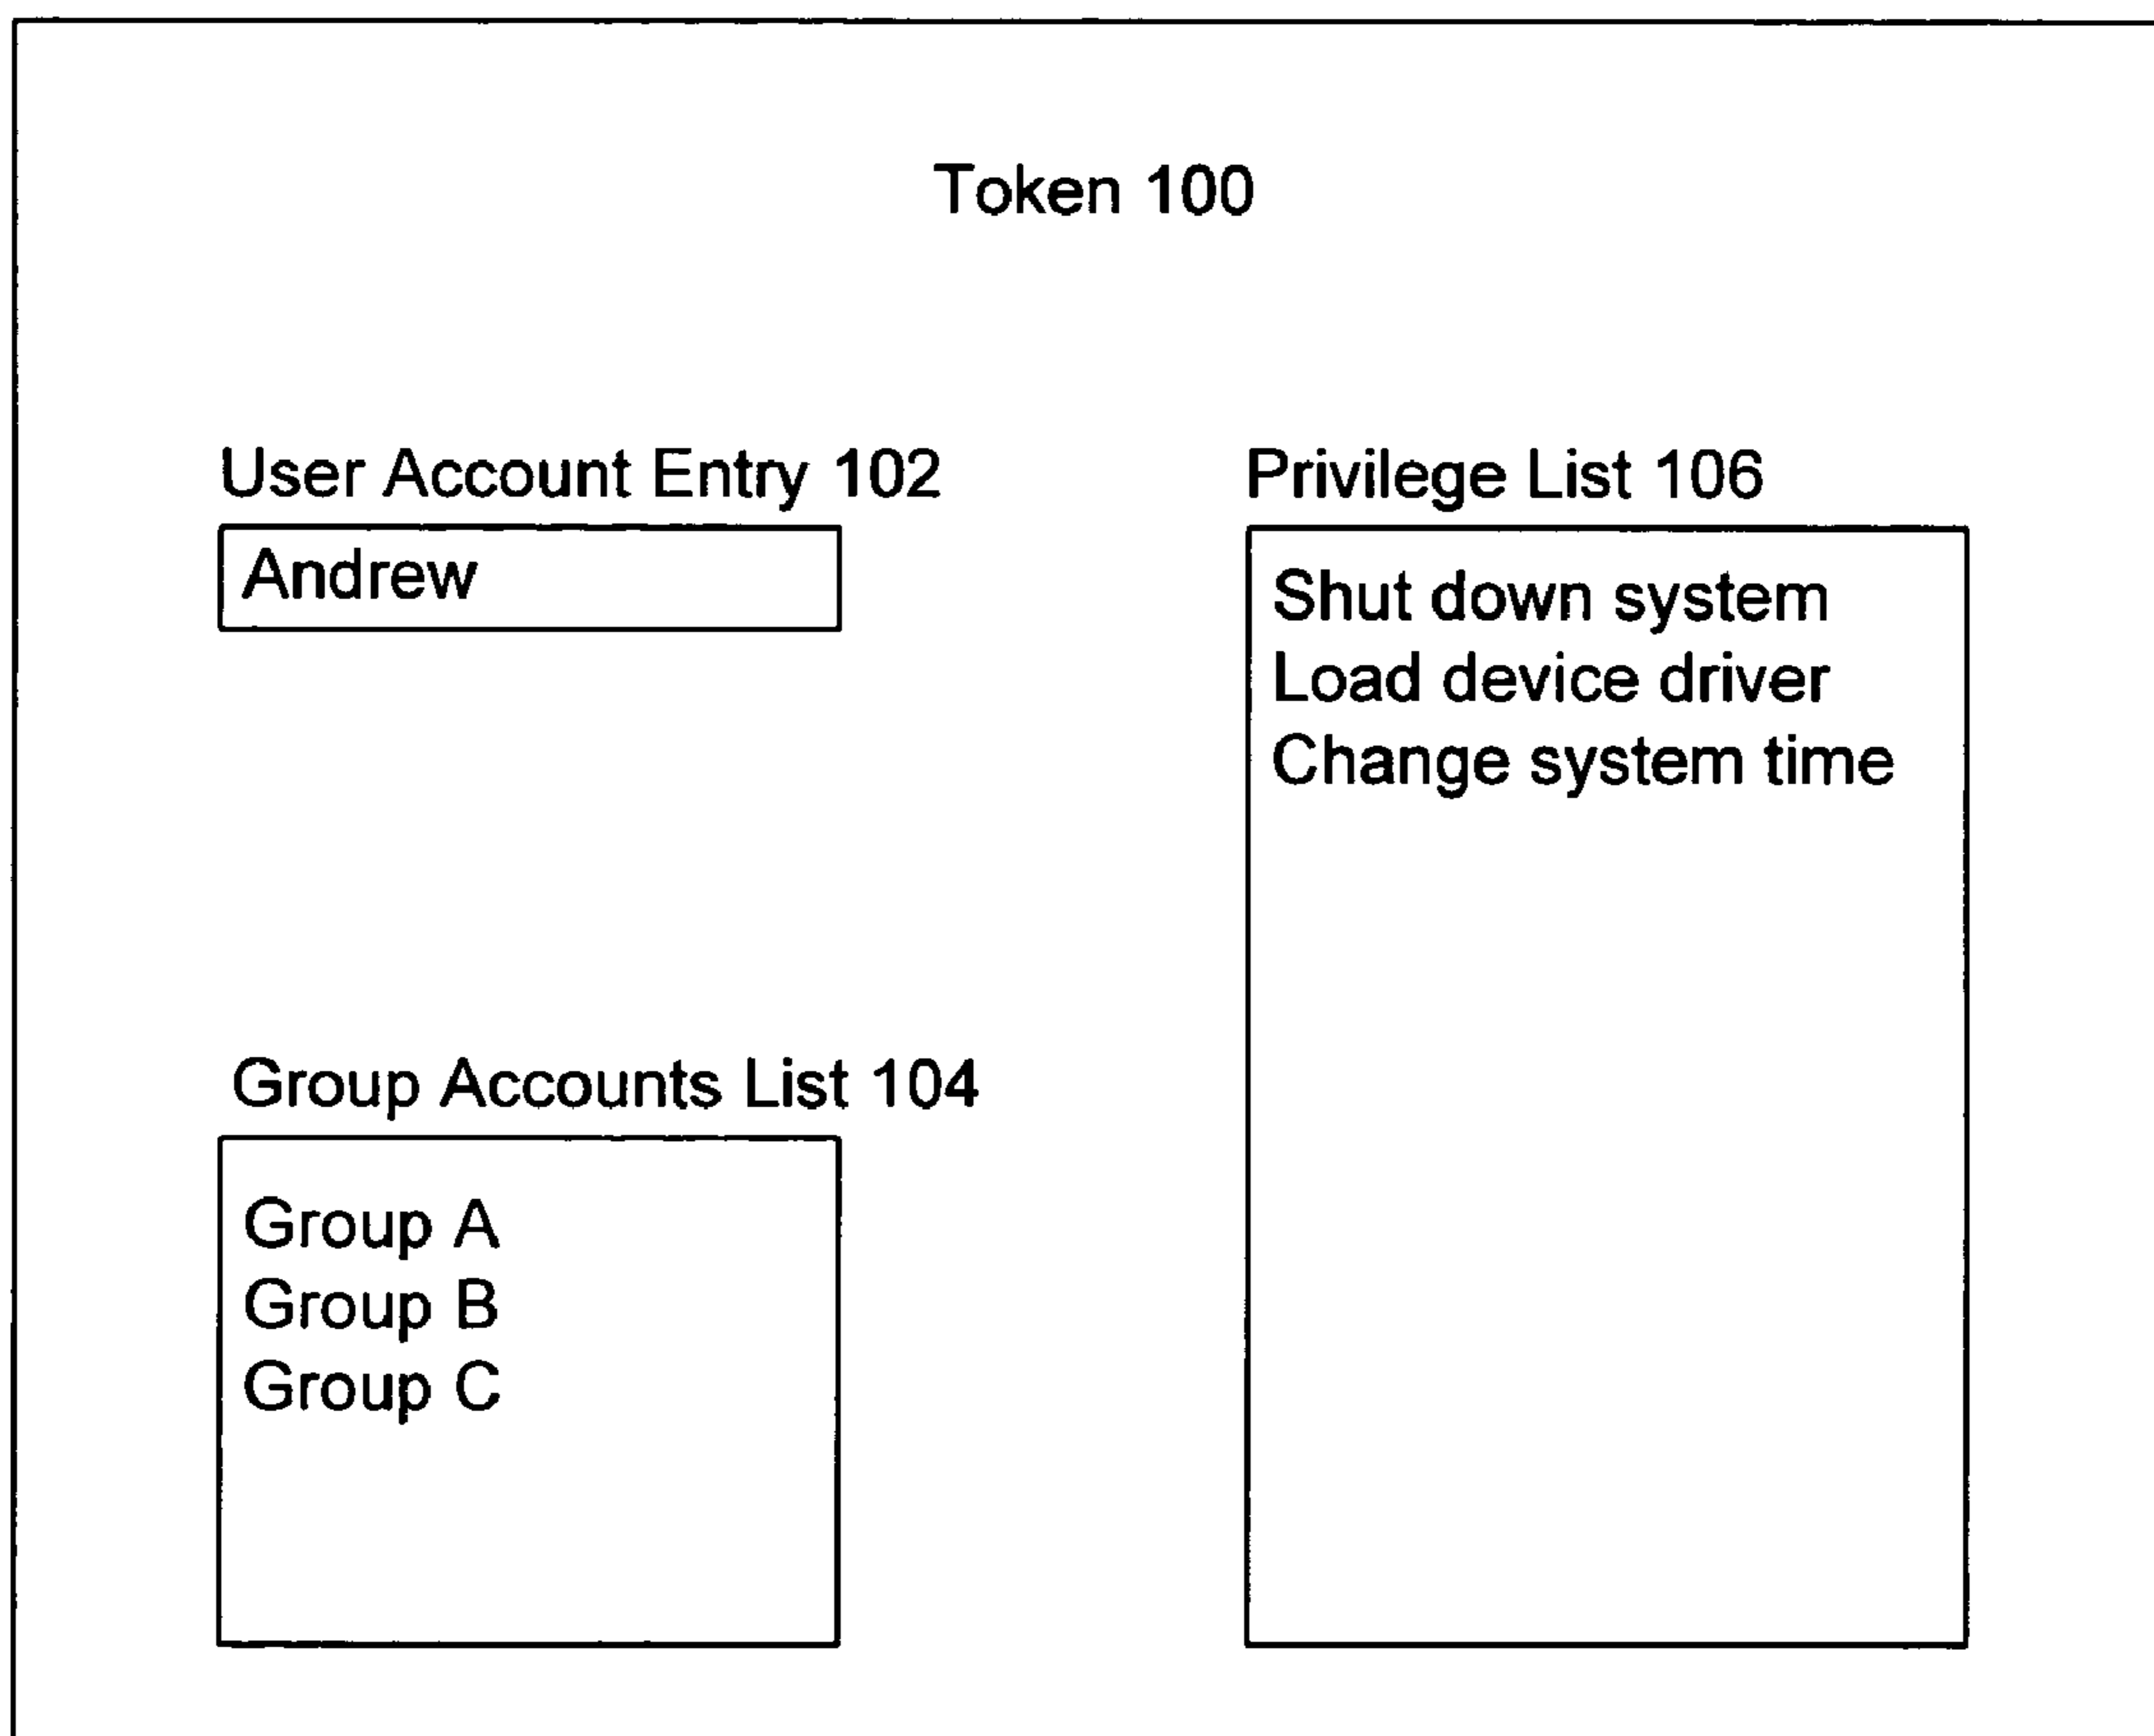 Token 100
User Account Entry 102
Andrew
Group Accounts List 104
Group A
Group B
Group C
Privilege List 106
Shut down system
Load device driver
Change system time